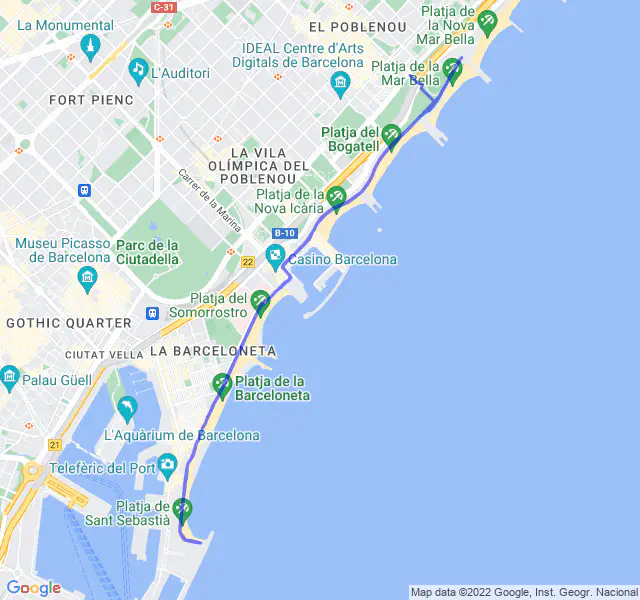 C-31
La Monumental
EL POBLENOU
Platja de
la Nova
Mar Bella
IDEAL Centre d'Arts
Digitals de Barcelona
L'Auditori
Platja de la
Mar Bella
FORT PIENC
Platja del
Bogatell
LA VILA
OLÍMPICA DEL
POBLENOU
Carrer de la Marina
Platja de la
Nova Icària
B-10
Museu Picasso
de Barcelona
Parc de la
Ciutadella
22
Casino Barcelona
Platja del
Somorrostro
GOTHIC QUARTER
CIUTAT VELLA
LA BARCELONETA
Palau Güell
Platja de la
Barceloneta
L'Aquàrium de Barcelona
21
Telefèric del Port
Platja de
Sant Sebastià
Google
Map data ©2022 Google, Inst. Geogr. Nacional